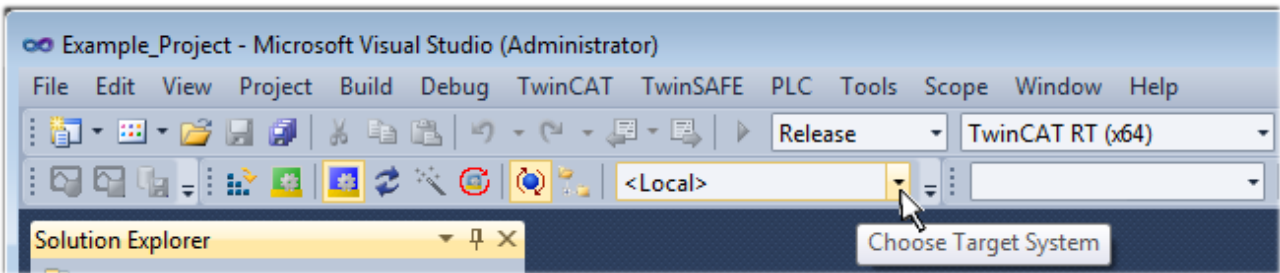 Example_Project - Microsoft Visual Studio (Administrator)
File Edit View Project Build Debug TwinCAT TwinSAFE PLC Tools Scope Window Help
Release TwinCAT RT (x64)
<Local>
Solution Explorer
Choose Target System